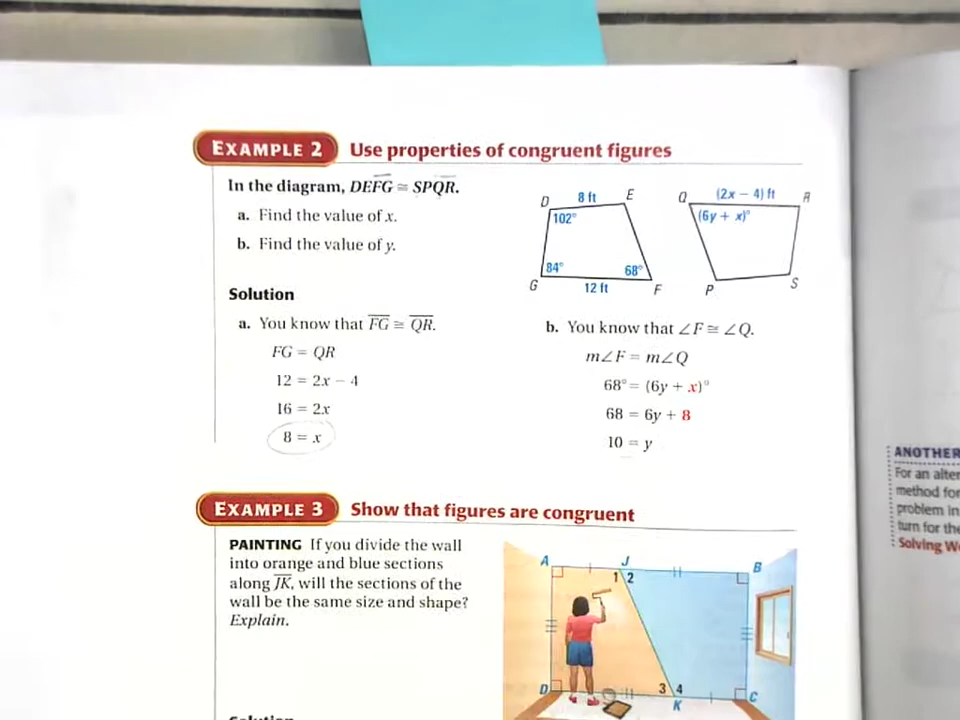 EXAMPLE 2 Use properties of congruent figures
In the diagram, DEFG ≅ SPQR.
a. Find the value of x.
b. Find the value of y.
D 8 ft E
102°
84° 68°
G 12 ft F
Q (2x − 4) ft R
(6y + x)°
P S
Solution
a. You know that F̅G̅ ≅ Q̅R̅.
FG = QR
12 = 2x − 4
16 = 2x
8 = x
b. You know that ∠F ≅ ∠Q.
m∠F = m∠Q
68° = (6y + x)°
68 = 6y + 8
10 = y
EXAMPLE 3 Show that figures are congruent
PAINTING If you divide the wall
into orange and blue sections
along J̅K̅, will the sections of the
wall be the same size and shape?
Explain.
A J B
1 2
3 4
D K C
Solution
ANOTHER
For an alter
method for
problem in
turn for the
Solving Wo